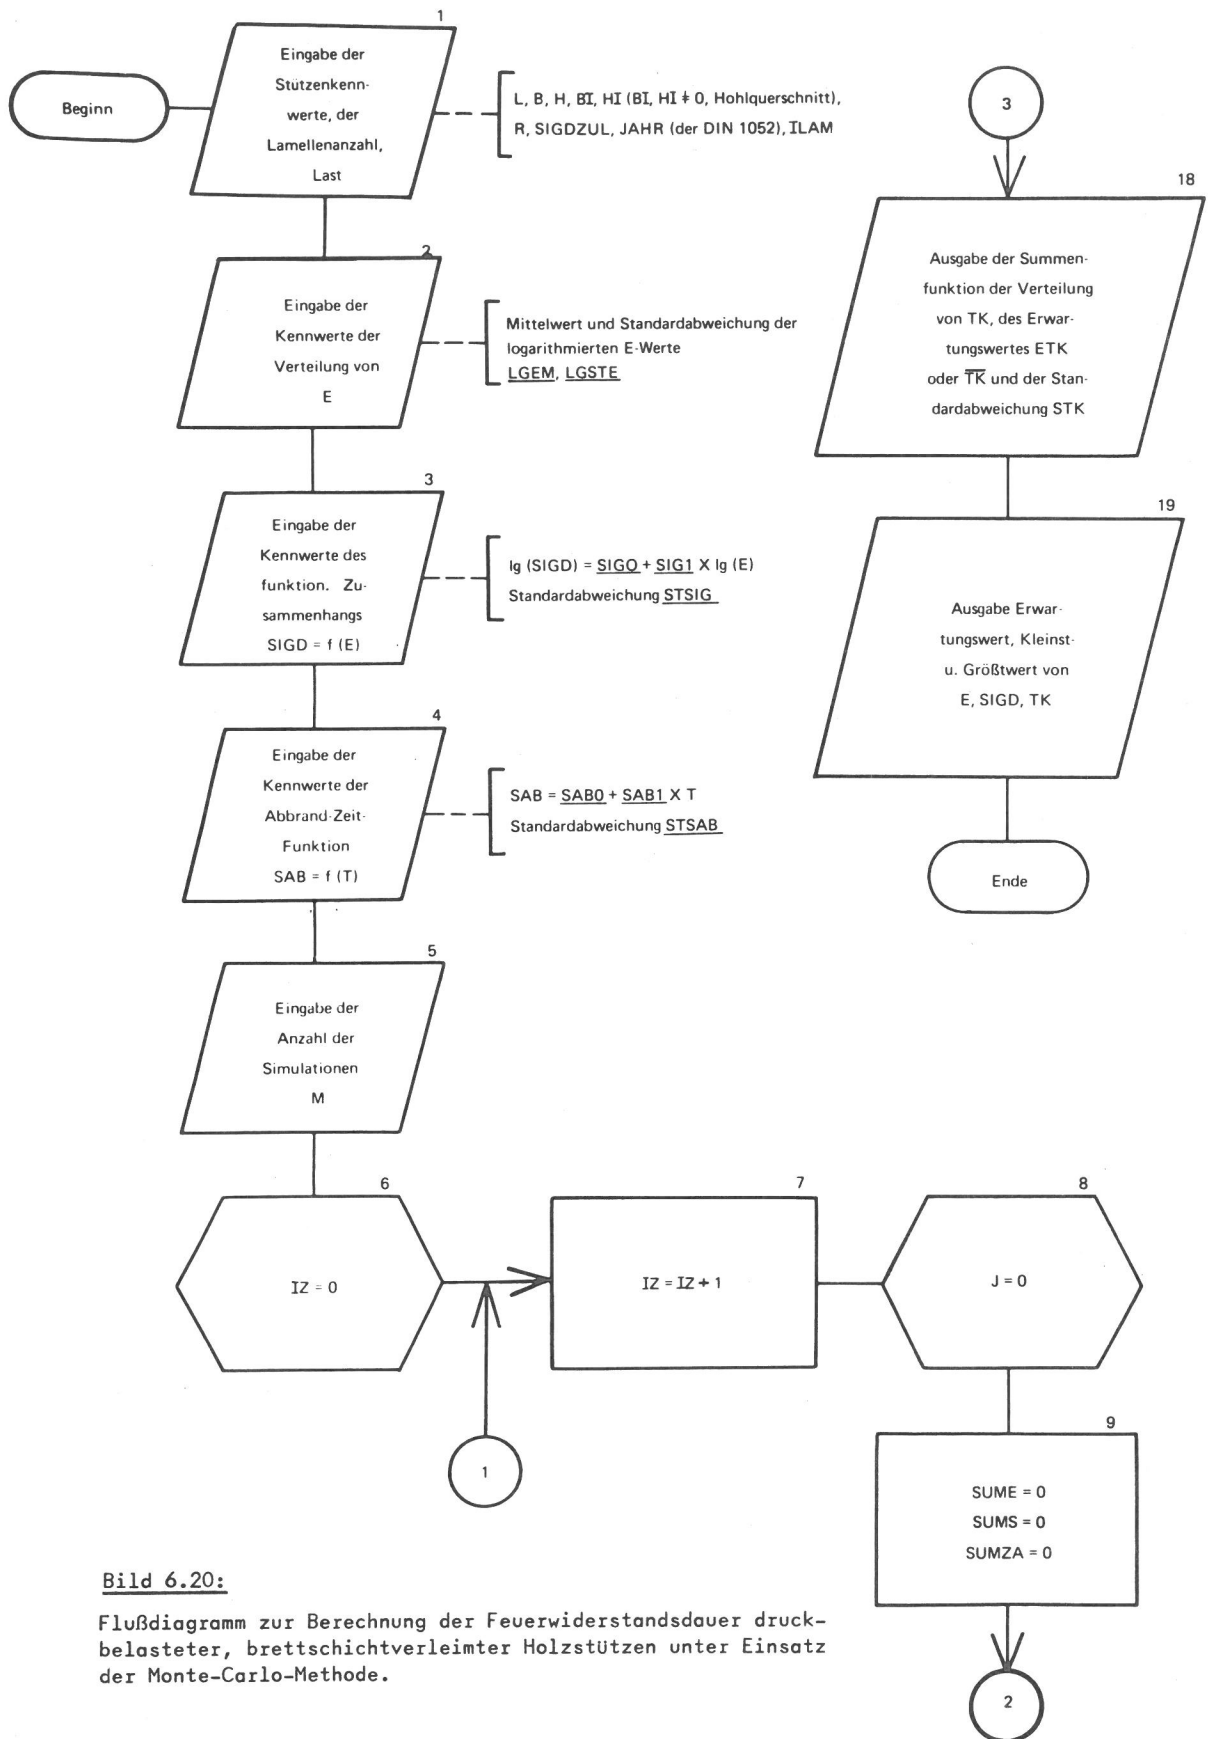 Beginn
1
Eingabe der
Stützenkenn-
werte, der
Lamellenanzahl,
Last
L, B, H, BI, HI (BI, HI ≠ 0, Hohlquerschnitt),
R, SIGDZUL, JAHR (der DIN 1052), ILAM
2
Eingabe der
Kennwerte der
Verteilung von
E
Mittelwert und Standardabweichung der
logarithmierten E-Werte
LGEM, LGSTE
3
Eingabe der
Kennwerte des
funktion. Zu-
sammenhangs
SIGD = f (E)
lg (SIGD) = SIGO + SIG1 X lg (E)
Standardabweichung STSIG
4
Eingabe der
Kennwerte der
Abbrand-Zeit-
Funktion
SAB = f (T)
SAB = SAB0 + SAB1 X T
Standardabweichung STSAB
5
Eingabe der
Anzahl der
Simulationen
M
6
IZ = 0
1
7
IZ = IZ + 1
8
J = 0
9
SUME = 0
SUMS = 0
SUMZA = 0
2
3
18
Ausgabe der Summen-
funktion der Verteilung
von TK, des Erwar-
tungswertes ETK
oder T̅K̅ und der Stan-
dardabweichung STK
19
Ausgabe Erwar-
tungswert, Kleinst-
u. Größtwert von
E, SIGD, TK
Ende
Bild 6.20:
Flußdiagramm zur Berechnung der Feuerwiderstandsdauer druck-
belasteter, brettschichtverleimter Holzstützen unter Einsatz
der Monte-Carlo-Methode.